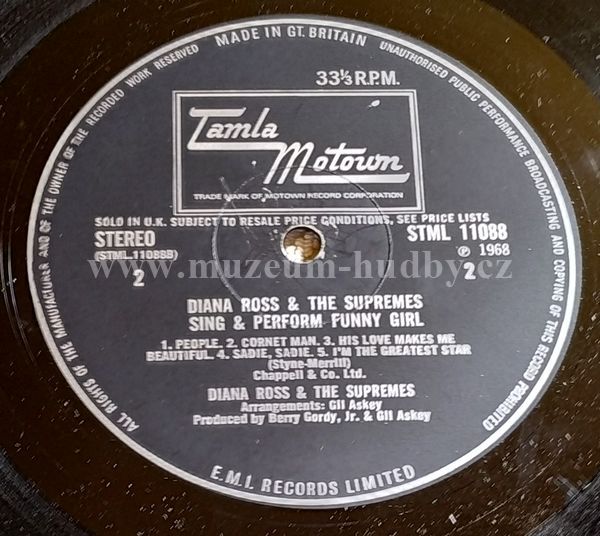 MADE IN GT. BRITAIN
ALL RIGHTS OF THE MANUFACTURER AND OF THE OWNER OF THE RECORDED WORK RESERVED
UNAUTHORISED PUBLIC PERFORMANCE BROADCASTING AND COPYING OF THIS RECORD PROHIBITED
33⅓ R.P.M.
Tamla
Motown
TRADE MARK OF MOTOWN RECORD CORPORATION
SOLD IN U.K. SUBJECT TO RESALE PRICE CONDITIONS, SEE PRICE LISTS
STEREO STML 11088
(STML.11088B) ℗ 1968
2 2
www.muzeum-hudby.cz
DIANA ROSS & THE SUPREMES
SING & PERFORM FUNNY GIRL
1. PEOPLE. 2. CORNET MAN. 3. HIS LOVE MAKES ME
BEAUTIFUL. 4. SADIE, SADIE. 5. I'M THE GREATEST STAR
(Styne-Merrill)
Chappell & Co. Ltd.
DIANA ROSS & THE SUPREMES
Arrangements: Gil Askey
Produced by Berry Gordy, Jr. & Gil Askey
E.M.I. RECORDS LIMITED